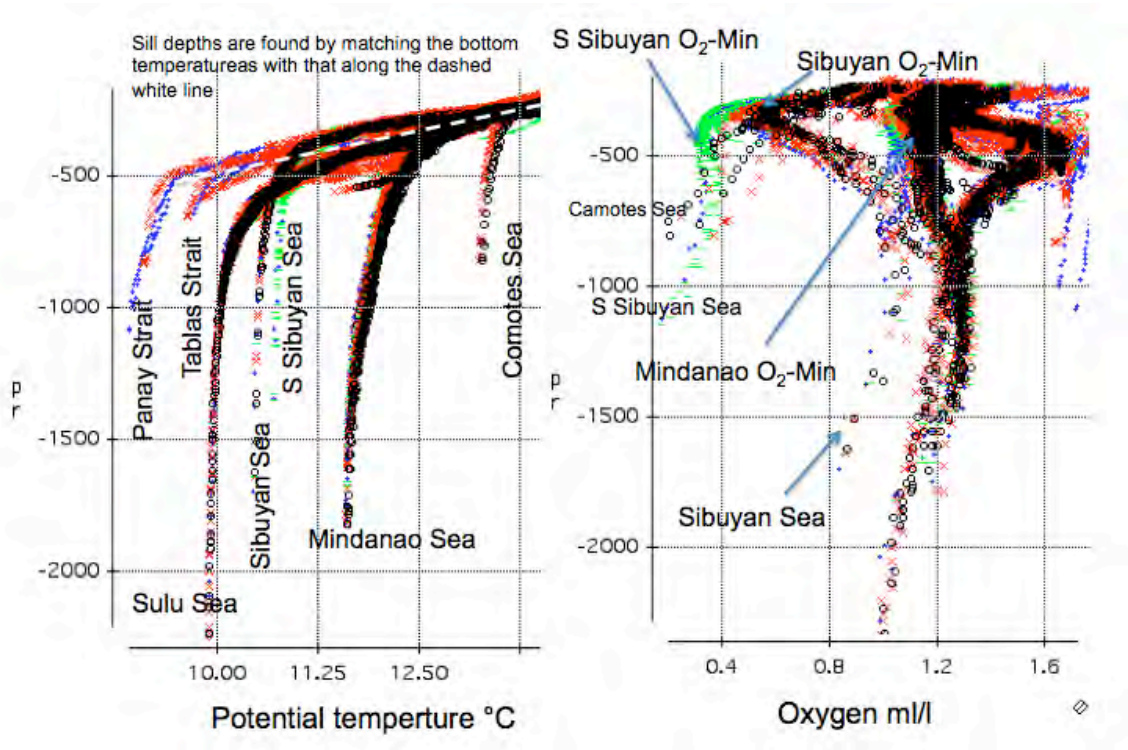 Sill depths are found by matching the bottom
temperatureas with that along the dashed
white line
-500
-1000
-1500
-2000
p
r
Panay Strait
Tablas Strait
Sibuyan Sea
S Sibuyan Sea
Comotes Sea
Mindanao Sea
Sulu Sea
10.00
11.25
12.50
Potential temperture °C
S Sibuyan O₂-Min
Sibuyan O₂-Min
-500
Camotes Sea
-1000
S Sibuyan Sea
Mindanao O₂-Min
p
r
-1500
Sibuyan Sea
-2000
0.4
0.8
1.2
1.6
Oxygen ml/l